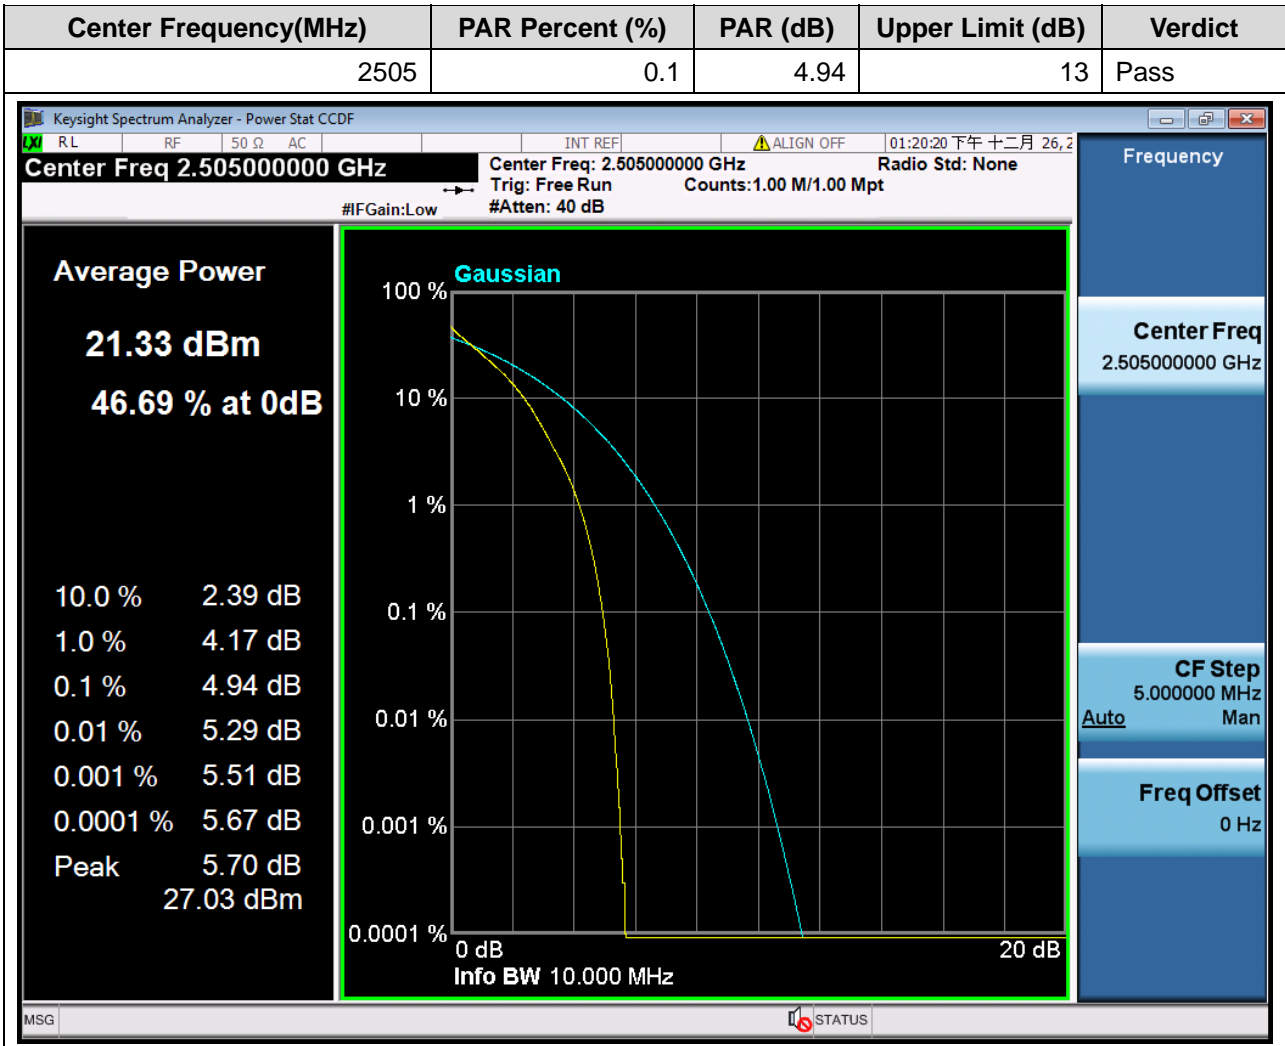 Center Frequency(MHz) PAR Percent (%) PAR (dB) Upper Limit (dB) Verdict
2505 0.1 4.94 13 Pass
Keysight Spectrum Analyzer - Power Stat CCDF
LXI RL RF 50 Ω AC INT REF ALIGN OFF 01:20:20 下午 十二月 26, 2
Center Freq 2.505000000 GHz
Center Freq: 2.505000000 GHz Radio Std: None
Trig: Free Run Counts:1.00 M/1.00 Mpt
#IFGain:Low #Atten: 40 dB
Average Power
21.33 dBm
46.69 % at 0dB
10.0 % 2.39 dB
1.0 % 4.17 dB
0.1 % 4.94 dB
0.01 % 5.29 dB
0.001 % 5.51 dB
0.0001 % 5.67 dB
Peak 5.70 dB
27.03 dBm
Gaussian
100 %
10 %
1 %
0.1 %
0.01 %
0.001 %
0.0001 %
0 dB 20 dB
Info BW 10.000 MHz
Frequency
Center Freq
2.505000000 GHz
CF Step
5.000000 MHz
Auto Man
Freq Offset
0 Hz
MSG STATUS